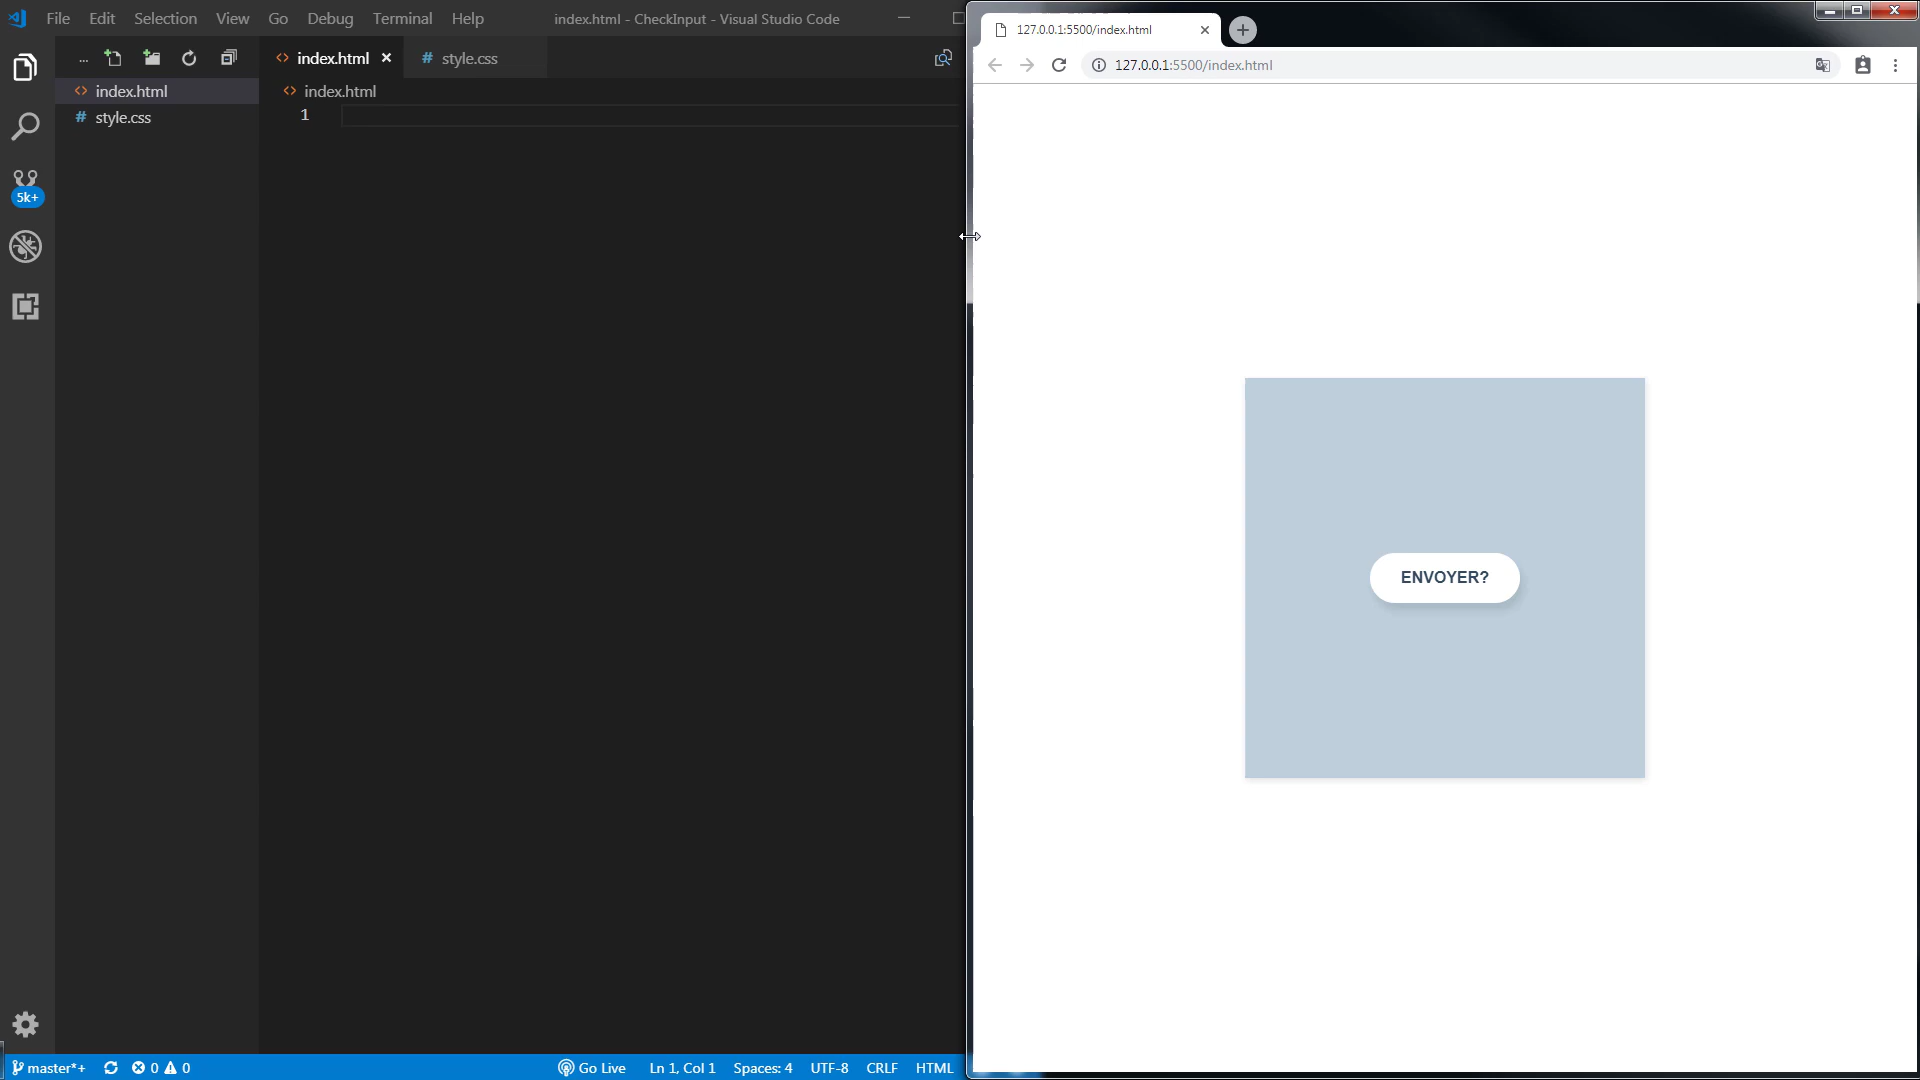 File Edit Selection View Go Debug Terminal Help
index.html - CheckInput - Visual Studio Code
... index.html style.css
index.html
style.css
index.html
1
5k+
master*+ 0 0 Go Live Ln 1, Col 1 Spaces: 4 UTF-8 CRLF HTML
127.0.0.1:5500/index.html
127.0.0.1:5500/index.html
ENVOYER?